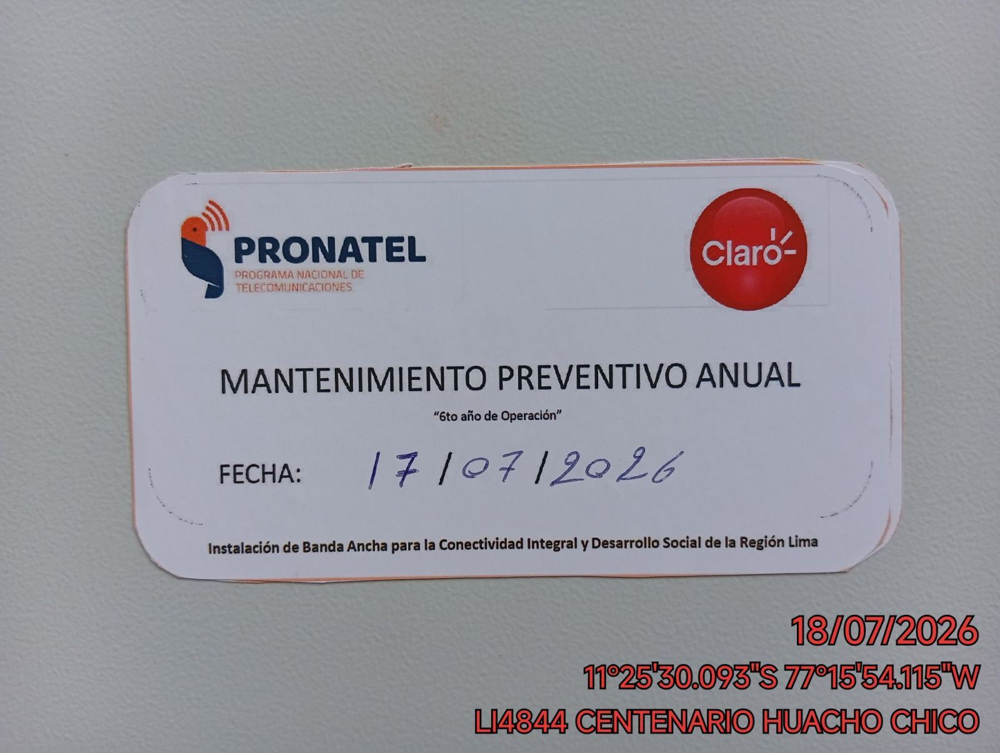 PRONATEL
PROGRAMA NACIONAL DE
TELECOMUNICACIONES
Claro
MANTENIMIENTO PREVENTIVO ANUAL
“6to año de Operación”
FECHA: 17/07/2026
Instalación de Banda Ancha para la Conectividad Integral y Desarrollo Social de la Región Lima
18/07/2026
11°25'30.093"S 77°15'54.115"W
LI4844 CENTENARIO HUACHO CHICO